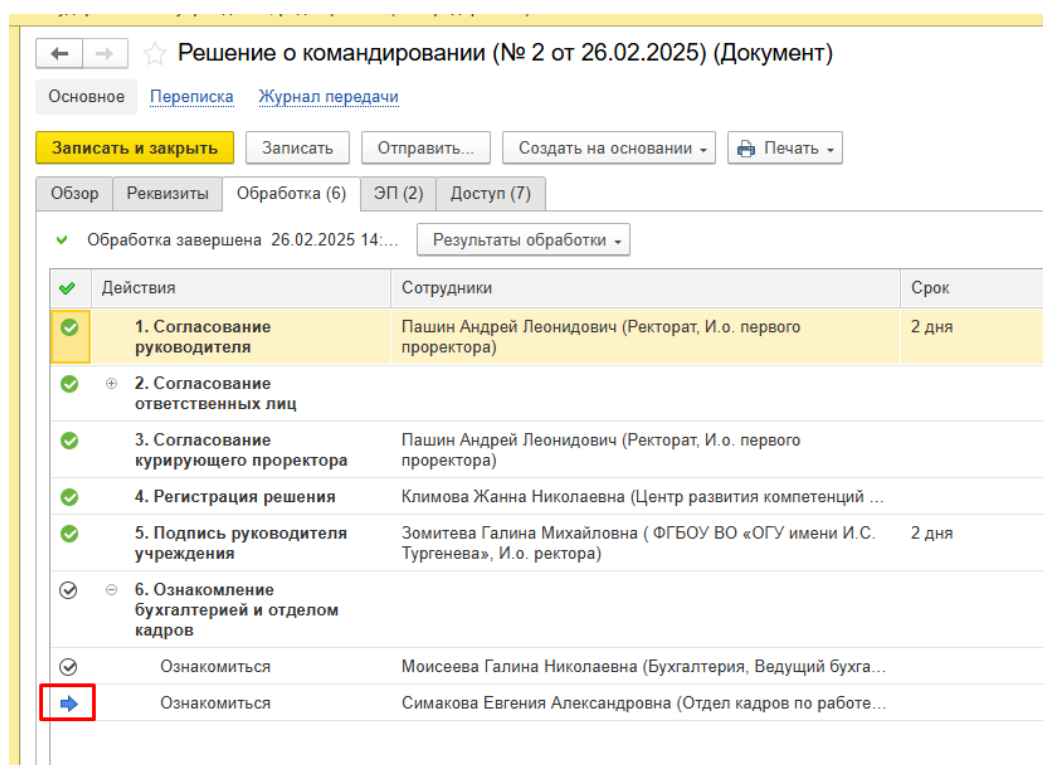 Решение о командировании (№ 2 от 26.02.2025) (Документ)
Основное Переписка Журнал передачи
Записать и закрыть Записать Отправить... Создать на основании Печать
Обзор Реквизиты Обработка (6) ЭП (2) Доступ (7)
Обработка завершена 26.02.2025 14:... Результаты обработки
Действия Сотрудники Срок
1. Согласование Пашин Андрей Леонидович (Ректорат, И.о. первого 2 дня
руководителя проректора)
2. Согласование
ответственных лиц
3. Согласование Пашин Андрей Леонидович (Ректорат, И.о. первого
курирующего проректора проректора)
4. Регистрация решения Климова Жанна Николаевна (Центр развития компетенций ...
5. Подпись руководителя Зомитева Галина Михайловна ( ФГБОУ ВО «ОГУ имени И.С. 2 дня
учреждения Тургенева», И.о. ректора)
6. Ознакомление
бухгалтерией и отделом
кадров
Ознакомиться Моисеева Галина Николаевна (Бухгалтерия, Ведущий бухга...
Ознакомиться Симакова Евгения Александровна (Отдел кадров по работе...